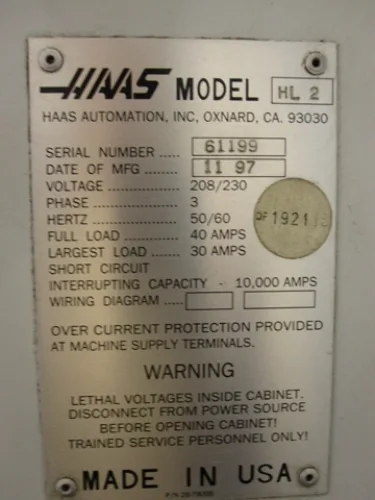 HAAS MODEL HL 2
HAAS AUTOMATION, INC, OXNARD, CA. 93030
SERIAL NUMBER ..... 61199
DATE OF MFG ....... 11 97
VOLTAGE ............. 208/230
PHASE ................. 3
HERTZ ................. 50/60
FULL LOAD ........... 40 AMPS
LARGEST LOAD ..... 30 AMPS
SHORT CIRCUIT
INTERRUPTING CAPACITY - 10,000 AMPS
WIRING DIAGRAM .....
QF 1921
OVER CURRENT PROTECTION PROVIDED
AT MACHINE SUPPLY TERMINALS.
WARNING
LETHAL VOLTAGES INSIDE CABINET.
DISCONNECT FROM POWER SOURCE
BEFORE OPENING CABINET!
TRAINED SERVICE PERSONNEL ONLY!
MADE IN USA
P/N